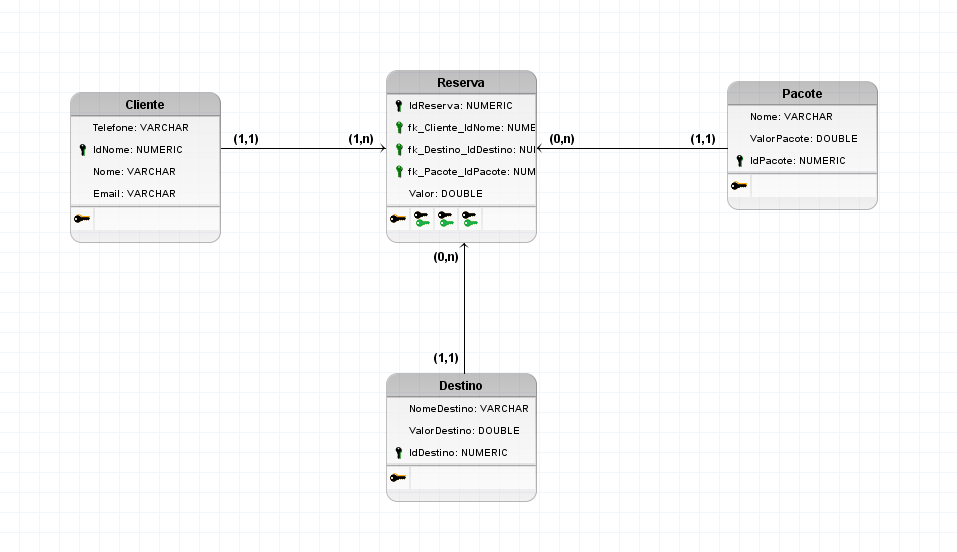 Cliente
Telefone: VARCHAR
IdNome: NUMERIC
Nome: VARCHAR
Email: VARCHAR
(1,1)
(1,n)
Reserva
IdReserva: NUMERIC
fk_Cliente_IdNome: NUME
fk_Destino_IdDestino: NUI
fk_Pacote_IdPacote: NUM
Valor: DOUBLE
(0,n)
(1,1)
Pacote
Nome: VARCHAR
ValorPacote: DOUBLE
IdPacote: NUMERIC
(0,n)
(1,1)
Destino
NomeDestino: VARCHAR
ValorDestino: DOUBLE
IdDestino: NUMERIC